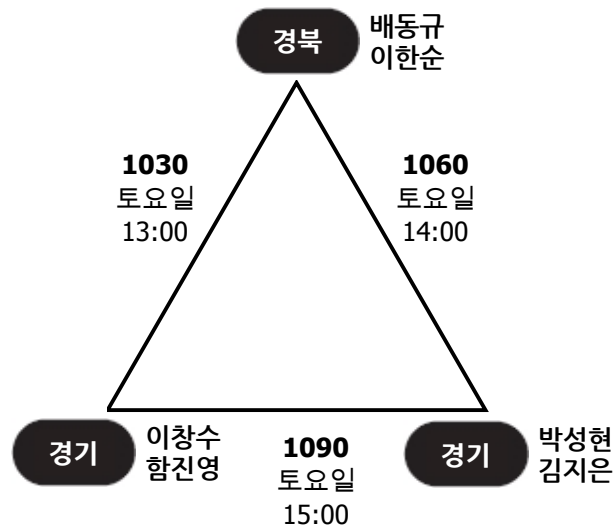 경북
배동규
이한순
1030
토요일
13:00
1060
토요일
14:00
경기
이창수
함진영
1090
토요일
15:00
경기
박성현
김지은